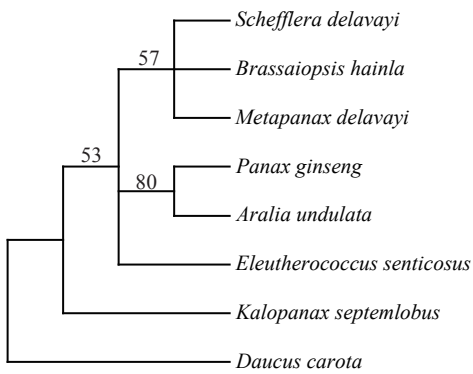 Schefflera delavayi
57
Brassaiopsis hainla
Metapanax delavayi
53
Panax ginseng
80
Aralia undulata
Eleutherococcus senticosus
Kalopanax septemlobus
Daucus carota